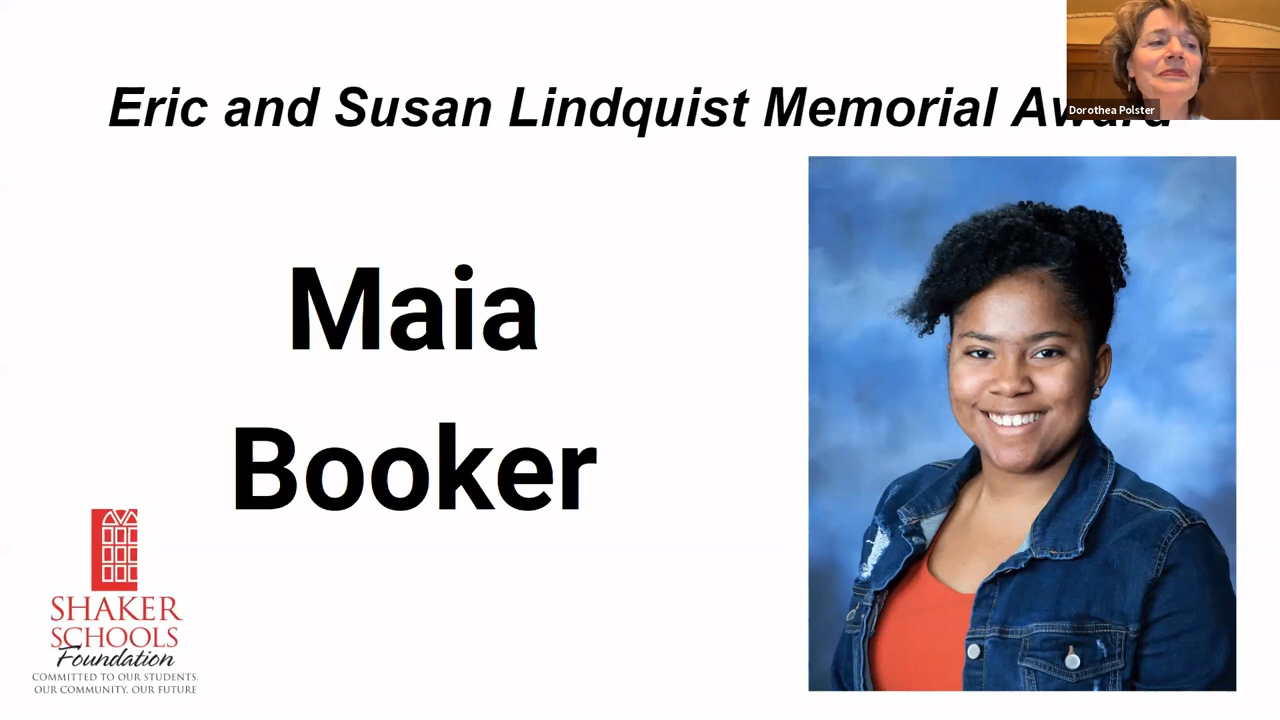 Eric and Susan Lindquist Memorial Award
Dorothea Polster
Maia
Booker
SHAKER
SCHOOLS
Foundation
COMMITTED TO OUR STUDENTS.
OUR COMMUNITY. OUR FUTURE